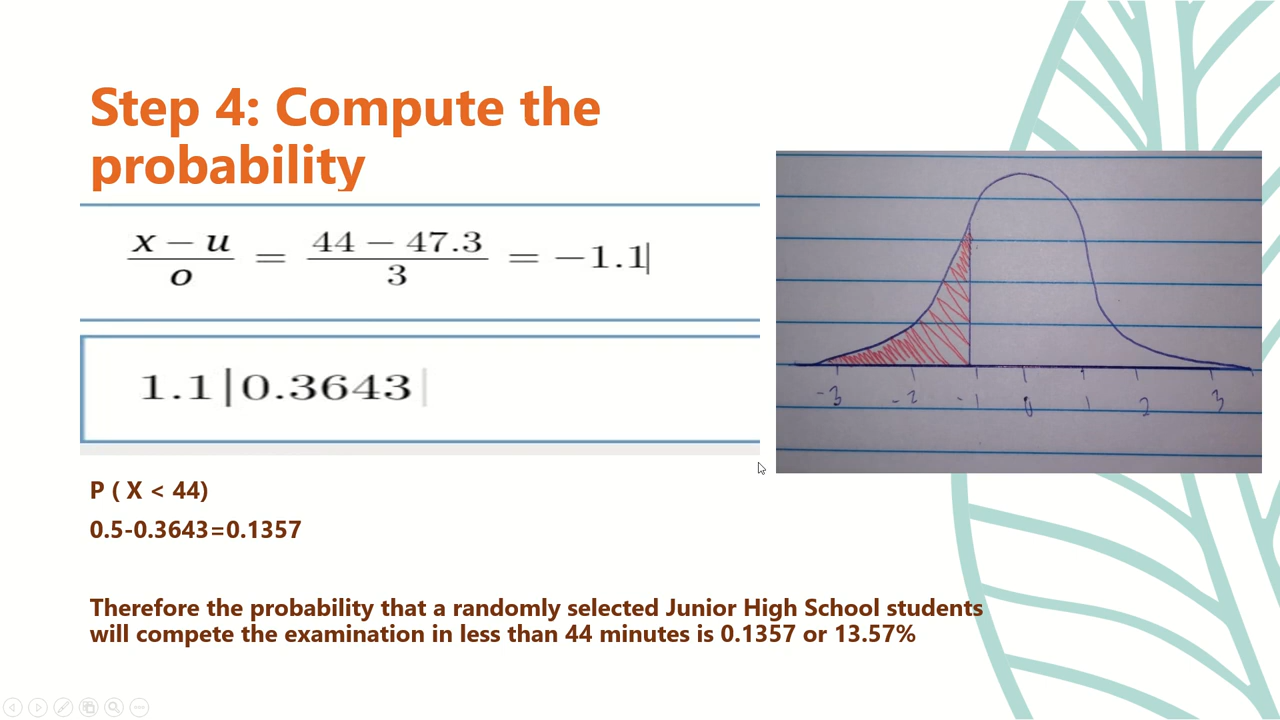 Step 4: Compute the
probability
x − u / o = 44 − 47.3 / 3 = −1.1
1.1|0.3643
-3 -2 -1 0 1 2 3
P ( X < 44)
0.5-0.3643=0.1357
Therefore the probability that a randomly selected Junior High School students
will compete the examination in less than 44 minutes is 0.1357 or 13.57%